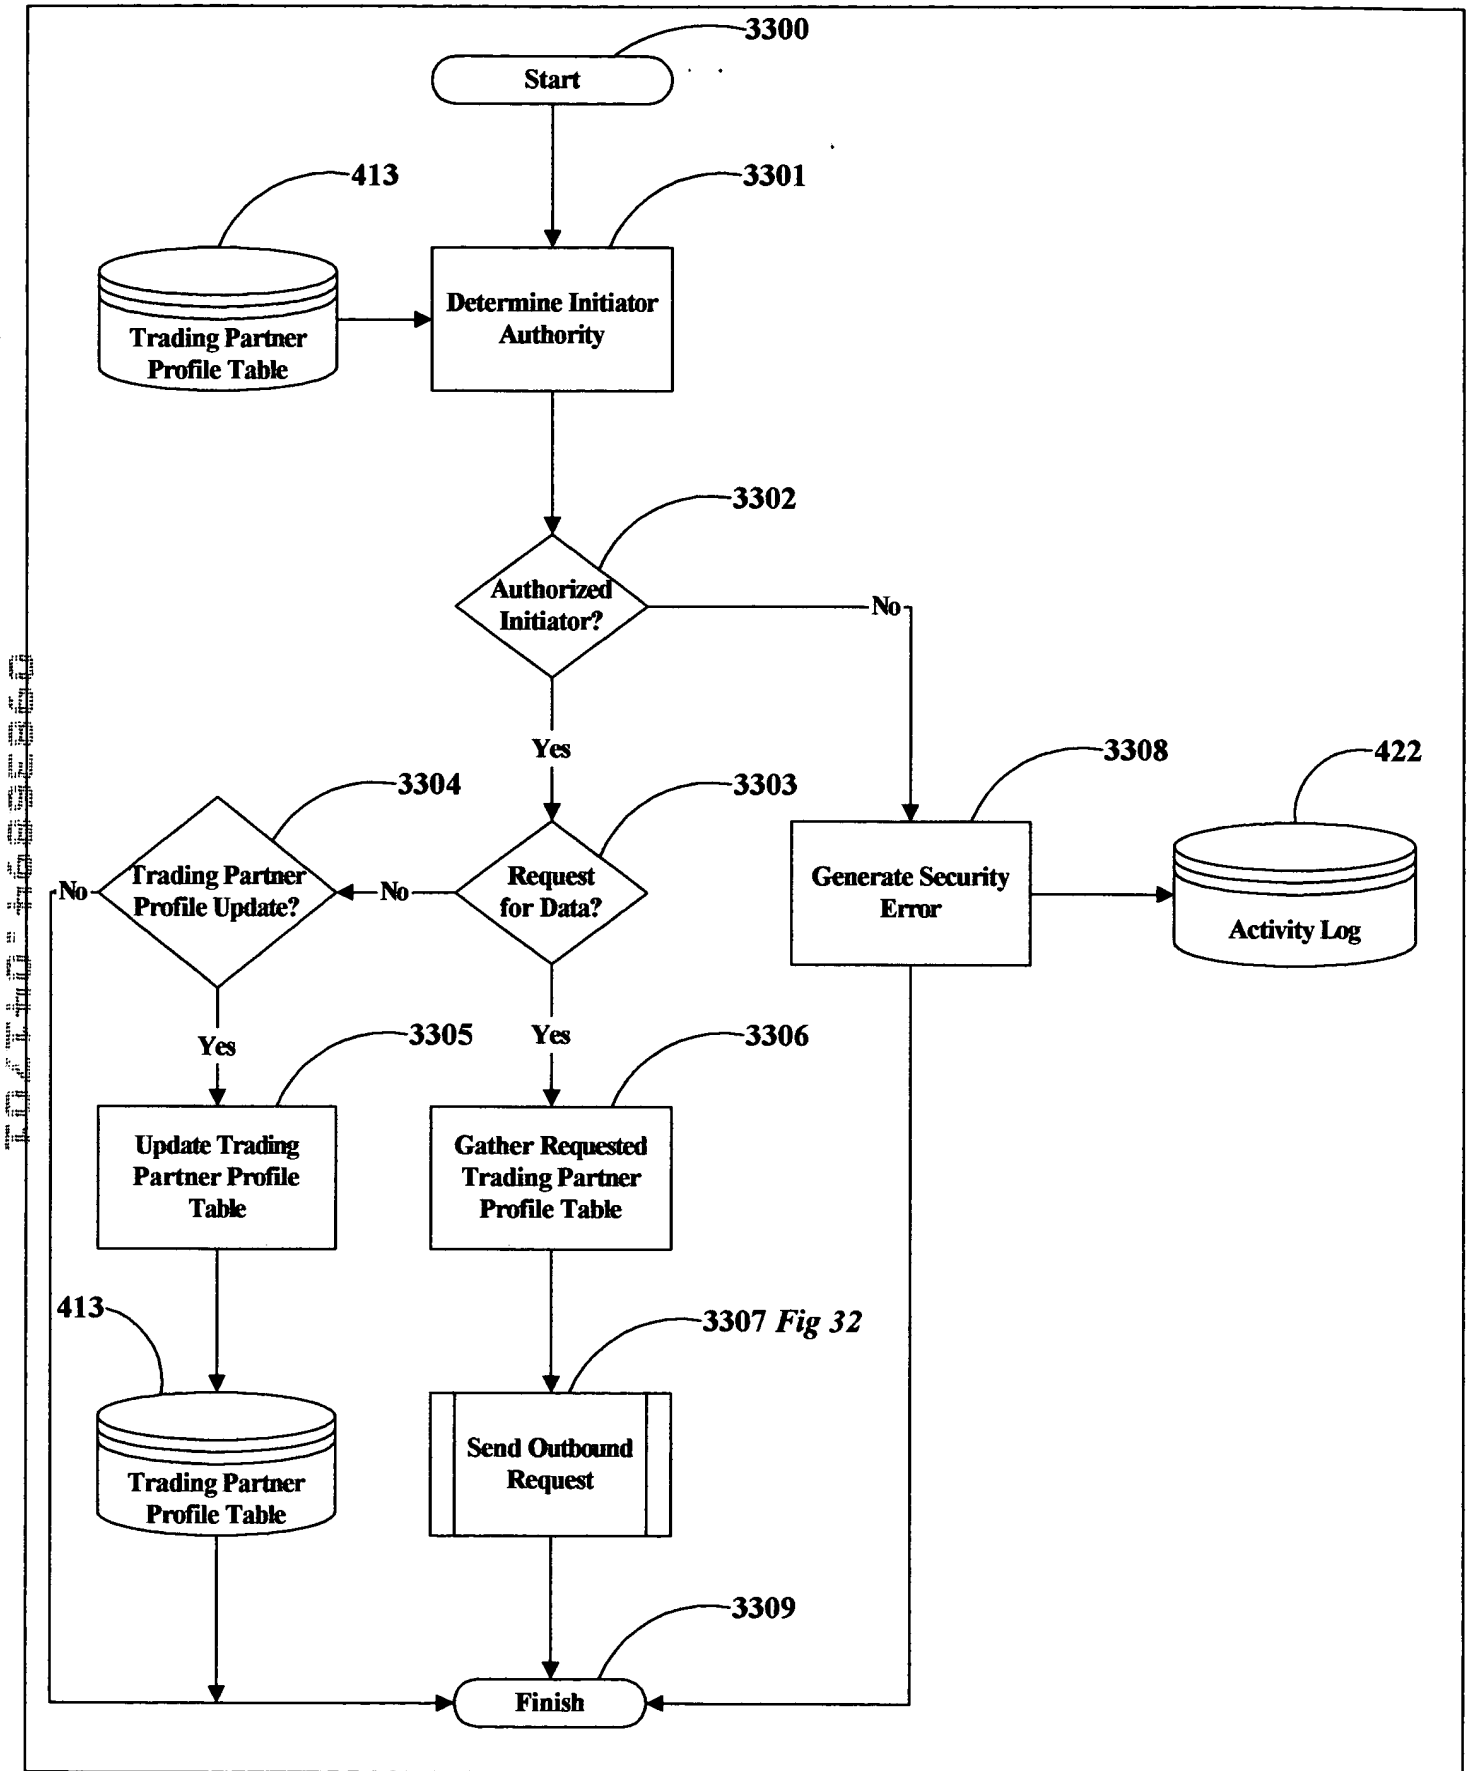 3300
Start
413
3301
Determine Initiator
Authority
Trading Partner
Profile Table
3302
Authorized
Initiator?
No
Yes
3304
3303
3308
422
No
Trading Partner
Profile Update?
No
Request
for Data?
Generate Security
Error
Activity Log
Yes
3305
Yes
3306
Update Trading
Partner Profile
Table
Gather Requested
Trading Partner
Profile Table
413
3307 Fig 32
Trading Partner
Profile Table
Send Outbound
Request
3309
Finish